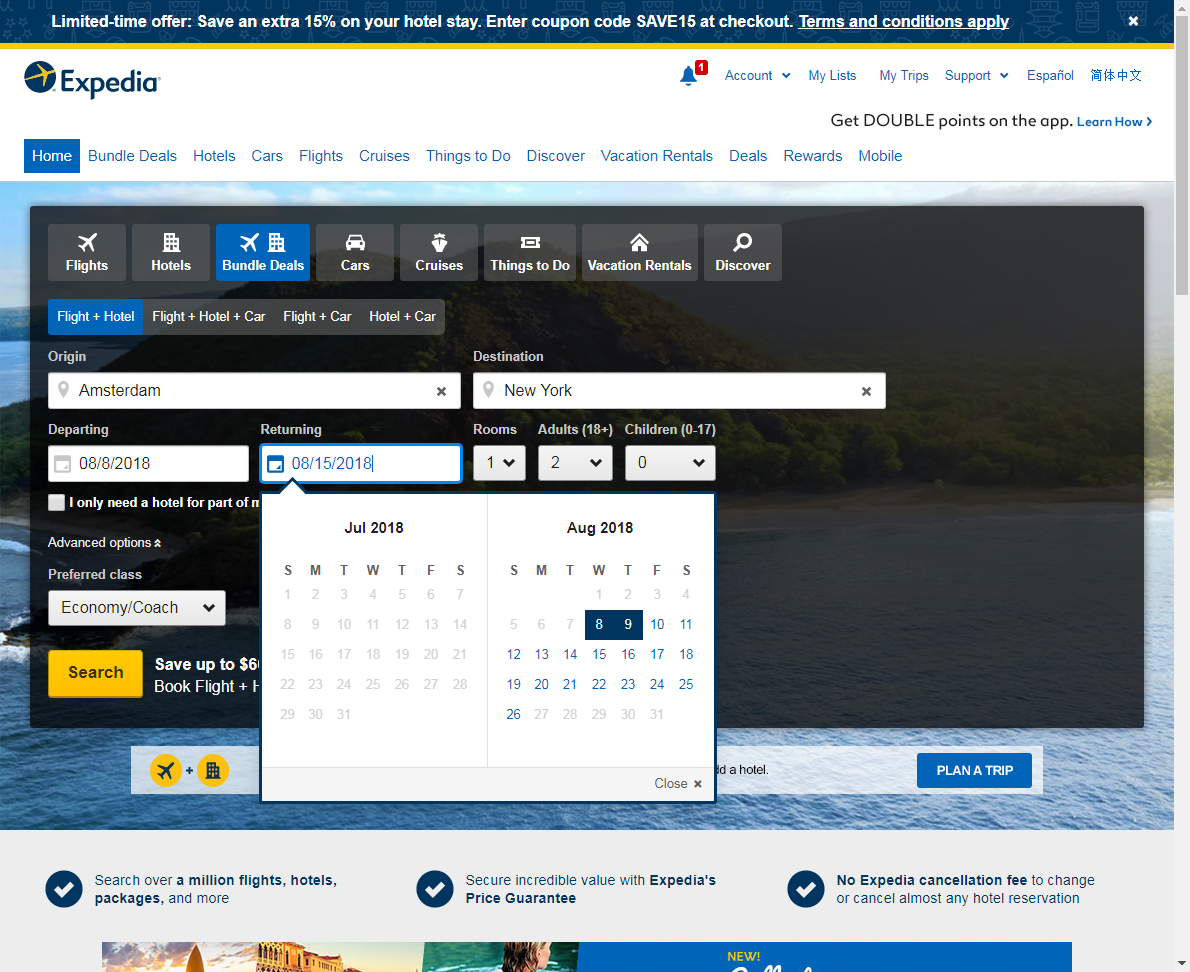 Limited-time offer: Save an extra 15% on your hotel stay. Enter coupon code SAVE15 at checkout. Terms and conditions apply
Expedia
1
Account
My Lists
My Trips
Support
Español
简体中文
Get DOUBLE points on the app. Learn How
Home
Bundle Deals
Hotels
Cars
Flights
Cruises
Things to Do
Discover
Vacation Rentals
Deals
Rewards
Mobile
Flights
Hotels
Bundle Deals
Cars
Cruises
Things to Do
Vacation Rentals
Discover
Flight + Hotel
Flight + Hotel + Car
Flight + Car
Hotel + Car
Origin
Destination
Amsterdam
New York
Departing
Returning
Rooms
Adults (18+)
Children (0-17)
08/8/2018
08/15/2018
1
2
0
I only need a hotel for part of m
Advanced options
Preferred class
Economy/Coach
Search
Save up to $6
Book Flight + H
Jul 2018
S M T W T F S
1 2 3 4 5 6 7
8 9 10 11 12 13 14
15 16 17 18 19 20 21
22 23 24 25 26 27 28
29 30 31
Aug 2018
S M T W T F S
1 2 3 4
5 6 7 8 9 10 11
12 13 14 15 16 17 18
19 20 21 22 23 24 25
26 27 28 29 30 31
Close
+
dd a hotel.
PLAN A TRIP
Search over a million flights, hotels,
packages, and more
Secure incredible value with Expedia's
Price Guarantee
No Expedia cancellation fee to change
or cancel almost any hotel reservation
NEW!